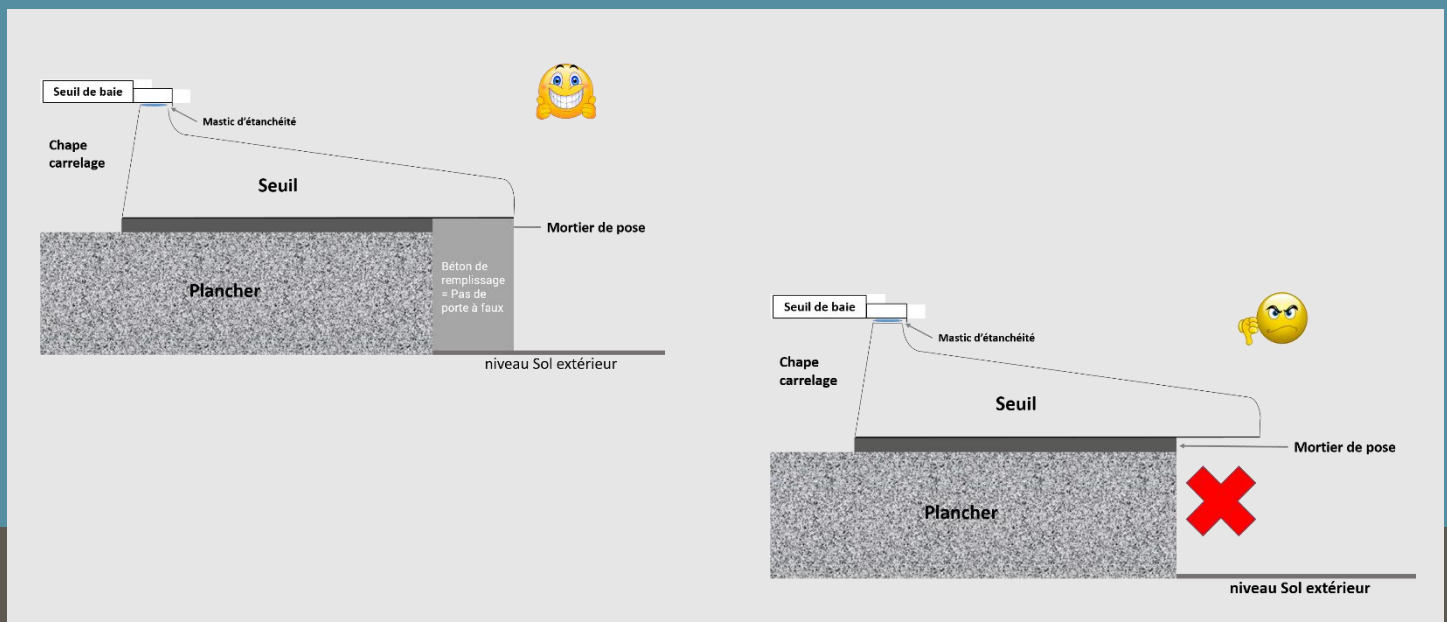 Seuil de baie
Mastic d'étanchéité
Chape
carrelage
Seuil
Mortier de pose
Béton de
remplissage
= Pas de
porte à faux
Plancher
niveau Sol extérieur
Seuil de baie
Mastic d'étanchéité
Chape
carrelage
Seuil
Mortier de pose
Plancher
niveau Sol extérieur